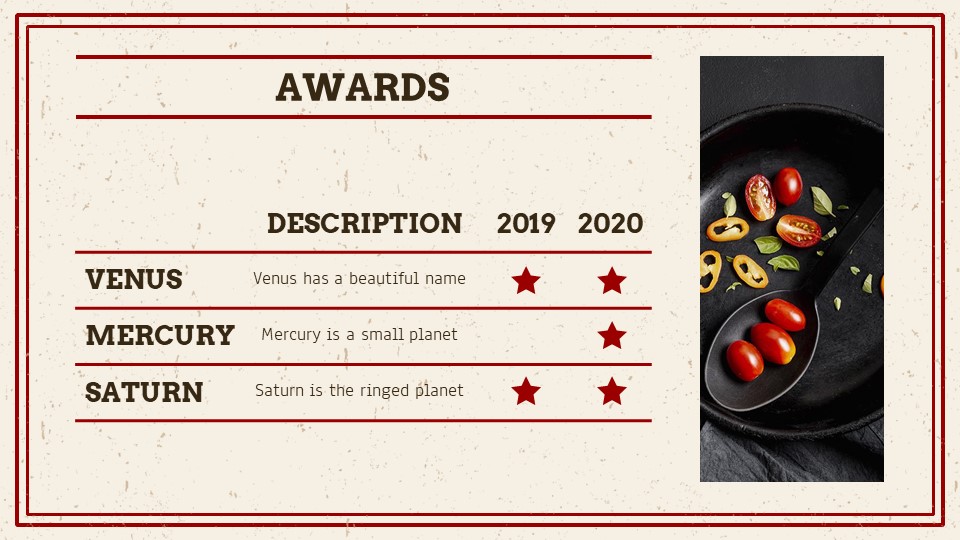 AWARDS
DESCRIPTION 2019 2020
VENUS Venus has a beautiful name
MERCURY Mercury is a small planet
SATURN Saturn is the ringed planet